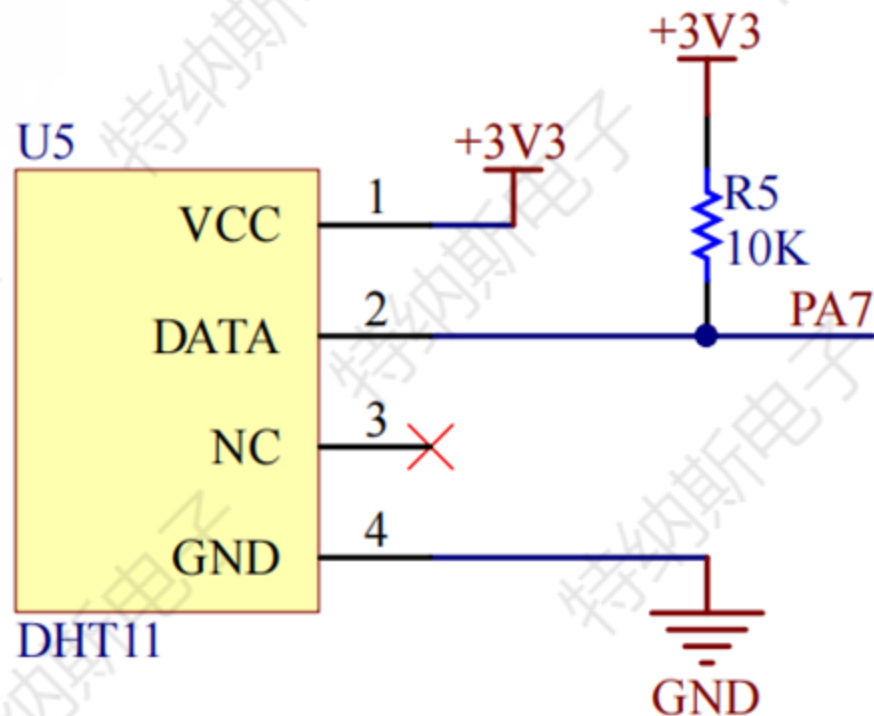 +3V3
U5
+3V3
VCC 1
R5
10K
DATA 2
PA7
NC 3
GND 4
DHT11
GND
特纳斯电子
特纳斯电子
特纳斯电子
纳斯电子